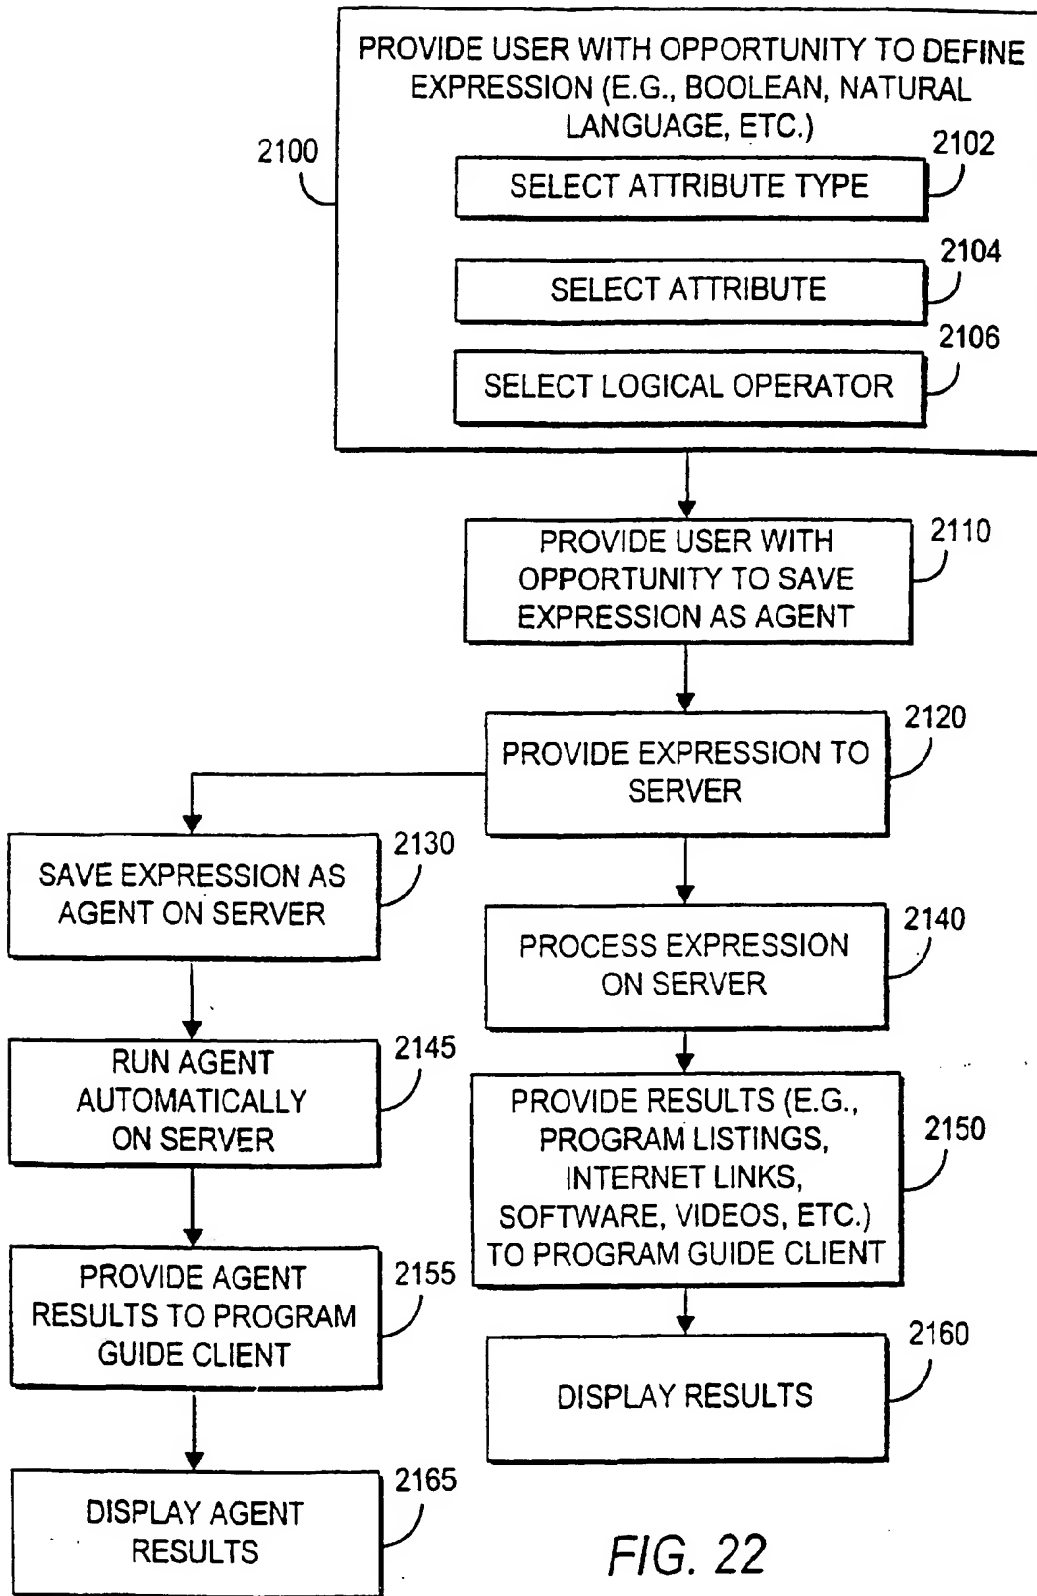 PROVIDE USER WITH OPPORTUNITY TO DEFINE
EXPRESSION (E.G., BOOLEAN, NATURAL
LANGUAGE, ETC.)
2100
2102
SELECT ATTRIBUTE TYPE
2104
SELECT ATTRIBUTE
2106
SELECT LOGICAL OPERATOR
2110
PROVIDE USER WITH
OPPORTUNITY TO SAVE
EXPRESSION AS AGENT
2120
PROVIDE EXPRESSION TO
SERVER
2130
SAVE EXPRESSION AS
AGENT ON SERVER
2140
PROCESS EXPRESSION
ON SERVER
2145
RUN AGENT
AUTOMATICALLY
ON SERVER
2150
PROVIDE RESULTS (E.G.,
PROGRAM LISTINGS,
INTERNET LINKS,
SOFTWARE, VIDEOS, ETC.)
TO PROGRAM GUIDE CLIENT
2155
PROVIDE AGENT
RESULTS TO PROGRAM
GUIDE CLIENT
2160
DISPLAY RESULTS
2165
DISPLAY AGENT
RESULTS
FIG. 22